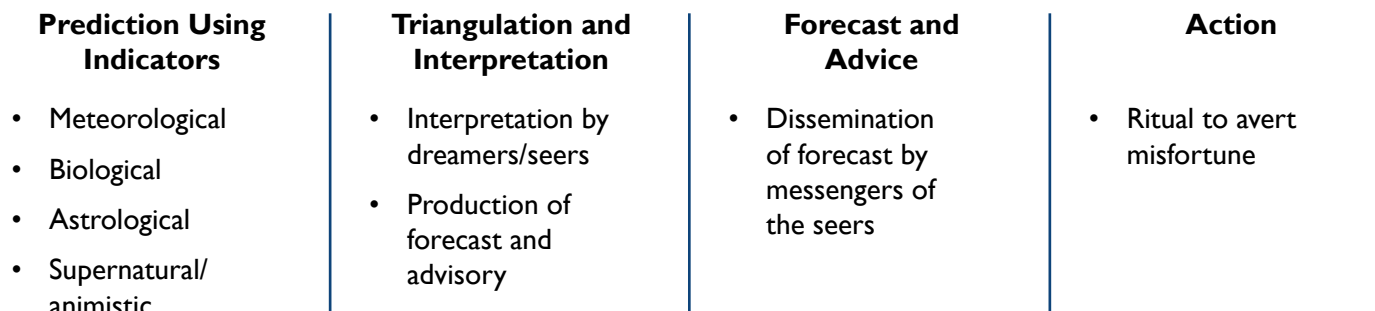 Prediction Using
Indicators
• Meteorological
• Biological
• Astrological
• Supernatural/
animistic
Triangulation and
Interpretation
• Interpretation by
dreamers/seers
• Production of
forecast and
advisory
Forecast and
Advice
• Dissemination
of forecast by
messengers of
the seers
Action
• Ritual to avert
misfortune